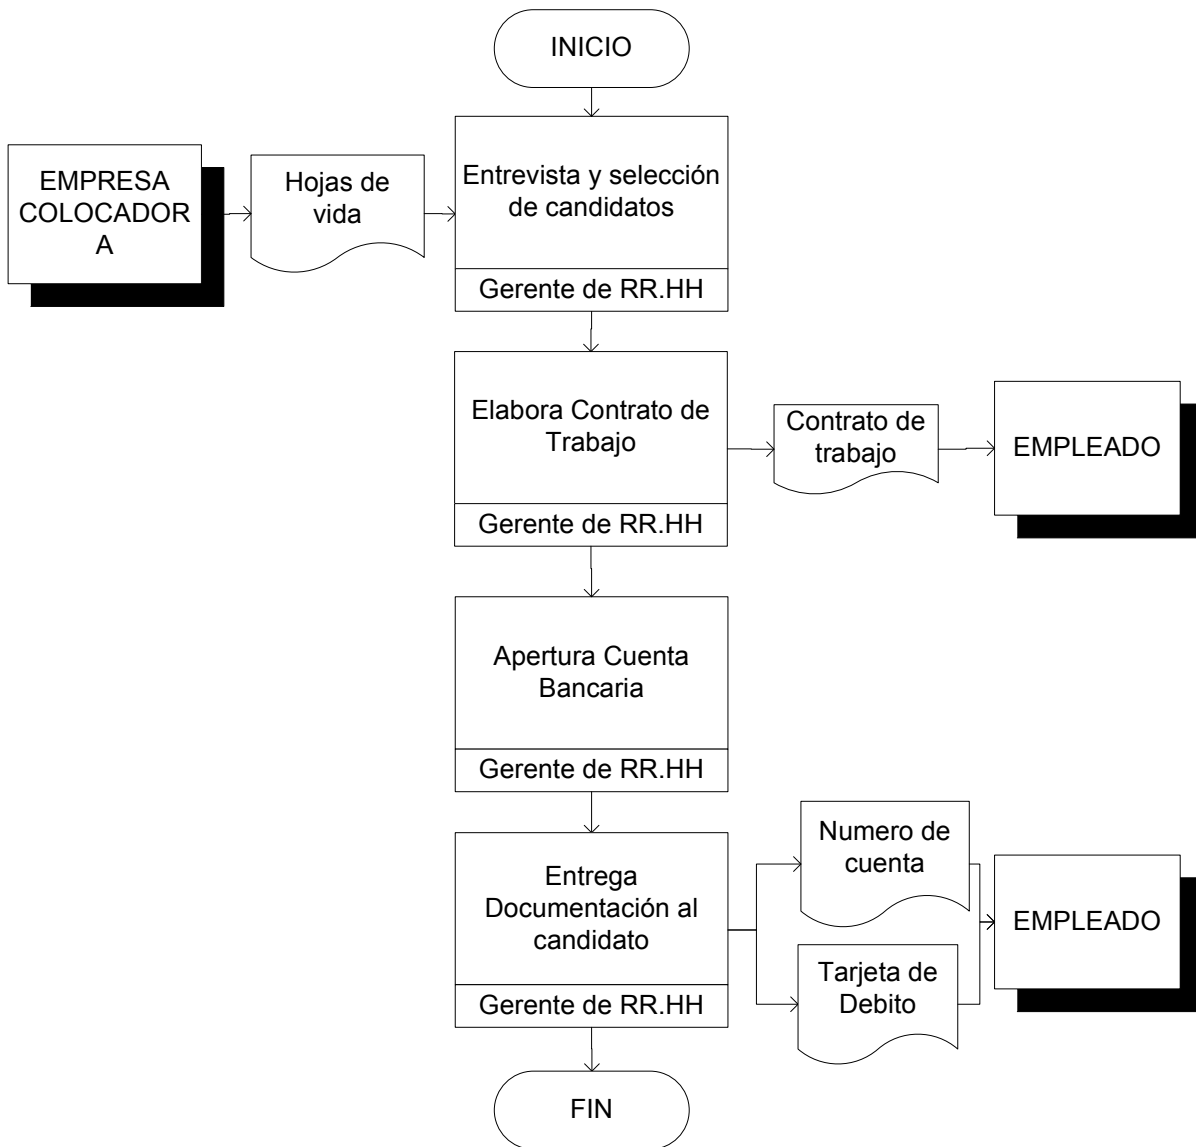 INICIO
EMPRESA
COLOCADOR
A
Hojas de
vida
Entrevista y selección
de candidatos
Gerente de RR.HH
Elabora Contrato de
Trabajo
Gerente de RR.HH
Contrato de
trabajo
EMPLEADO
Apertura Cuenta
Bancaria
Gerente de RR.HH
Entrega
Documentación al
candidato
Gerente de RR.HH
Numero de
cuenta
Tarjeta de
Debito
EMPLEADO
FIN